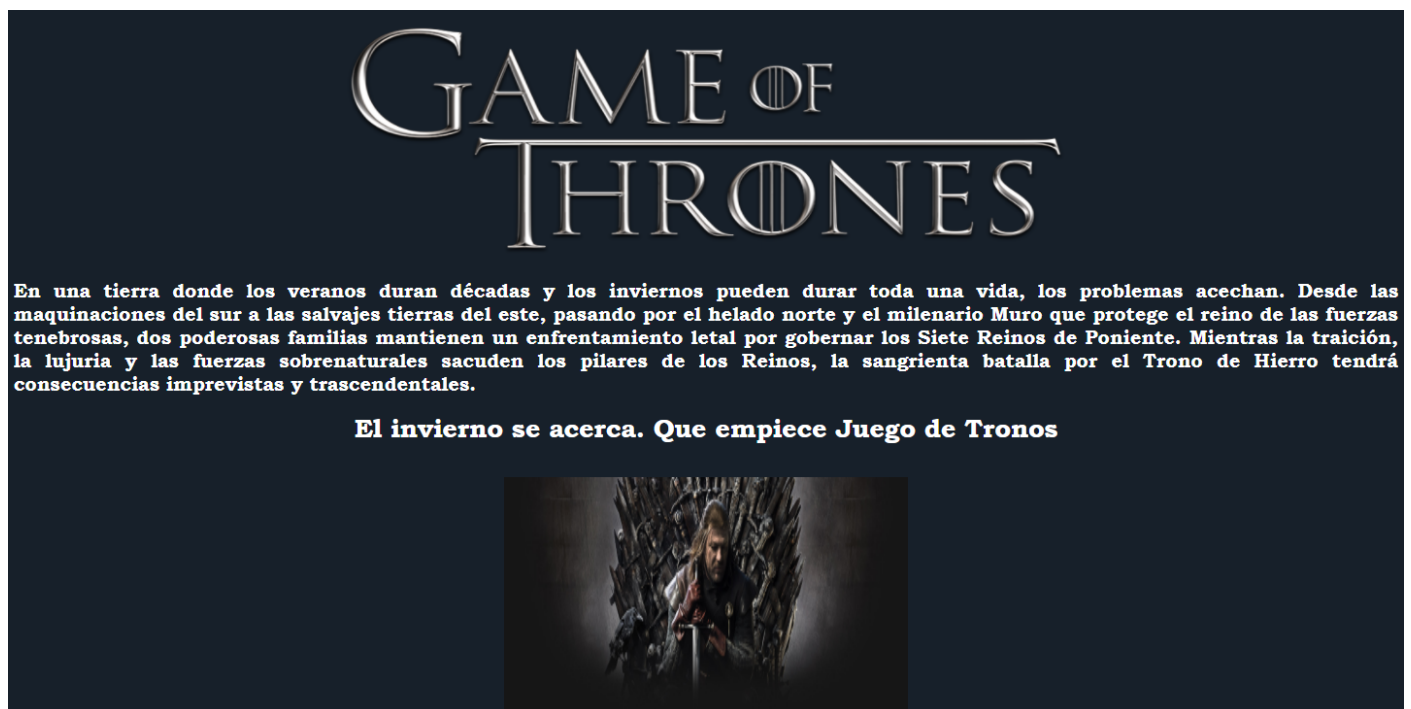 GAME OF
THRONES
En una tierra donde los veranos duran décadas y los inviernos pueden durar toda una vida, los problemas acechan. Desde las
maquinaciones del sur a las salvajes tierras del este, pasando por el helado norte y el milenario Muro que protege el reino de las fuerzas
tenebrosas, dos poderosas familias mantienen un enfrentamiento letal por gobernar los Siete Reinos de Poniente. Mientras la traición,
la lujuria y las fuerzas sobrenaturales sacuden los pilares de los Reinos, la sangrienta batalla por el Trono de Hierro tendrá
consecuencias imprevistas y trascendentales.
El invierno se acerca. Que empiece Juego de Tronos